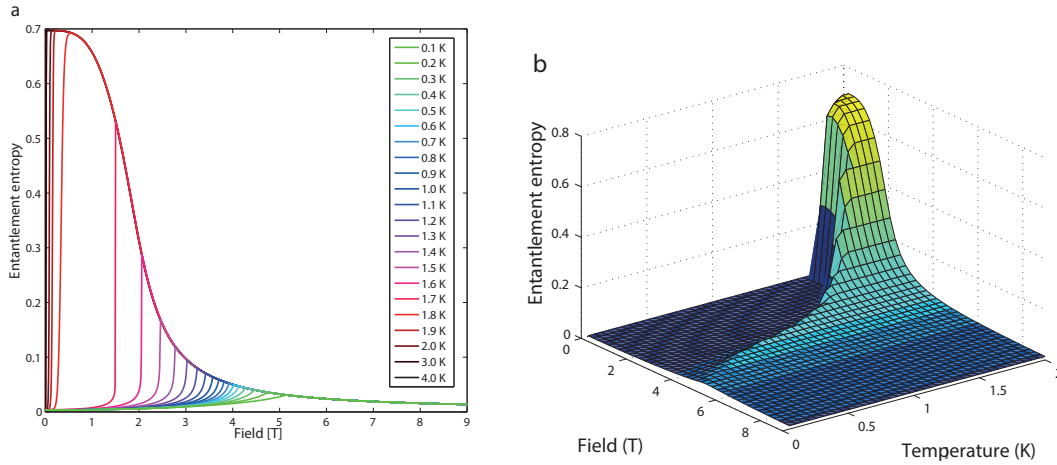 a
Entanglement entropy
0.7
0.6
0.5
0.4
0.3
0.2
0.1
0
0 1 2 3 4 5 6 7 8 9
Field [T]
0.1 K
0.2 K
0.3 K
0.4 K
0.5 K
0.6 K
0.7 K
0.8 K
0.9 K
1.0 K
1.1 K
1.2 K
1.3 K
1.4 K
1.5 K
1.6 K
1.7 K
1.8 K
1.9 K
2.0 K
3.0 K
4.0 K
b
Entantlement entropy
0.8
0.6
0.4
0.2
0
0
2
4
6
8
Field (T)
0
0.5
1
1.5
2
Temperature (K)